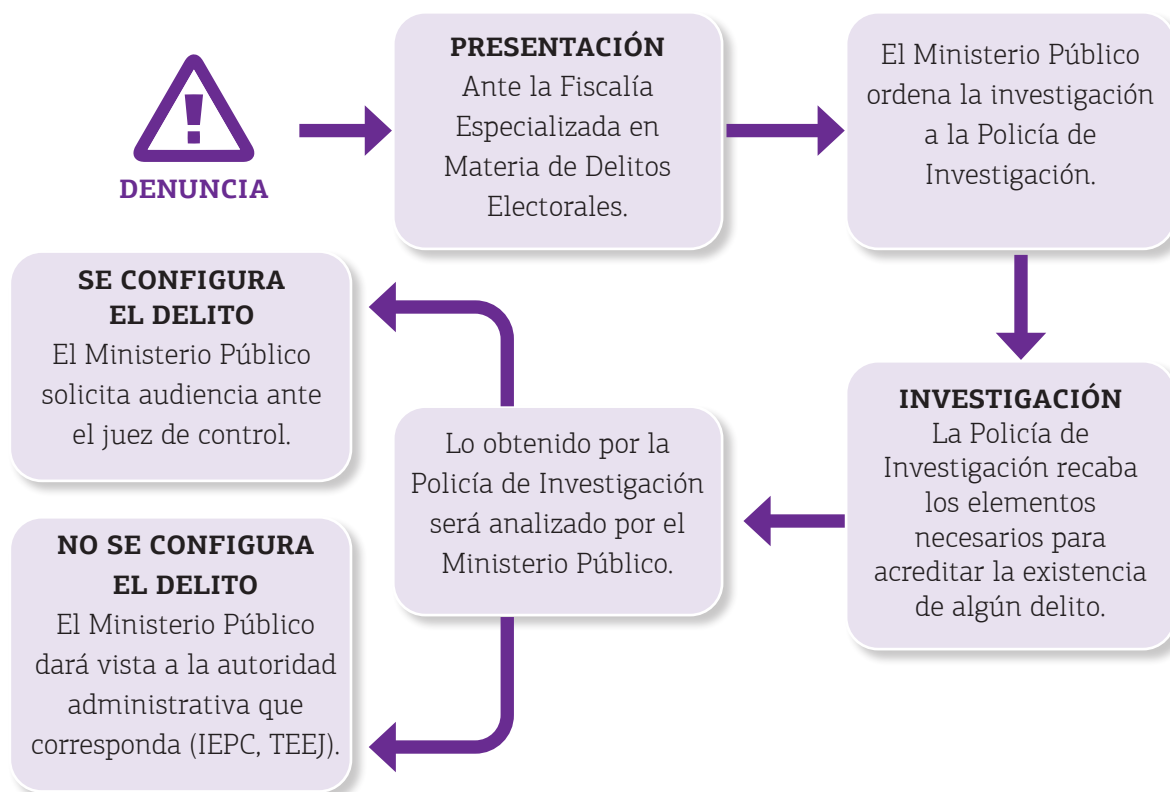 DENUNCIA
PRESENTACIÓN
Ante la Fiscalía
Especializada en
Materia de Delitos
Electorales.
El Ministerio Público
ordena la investigación
a la Policía de
Investigación.
INVESTIGACIÓN
La Policía de
Investigación recaba
los elementos
necesarios para
acreditar la existencia
de algún delito.
Lo obtenido por la
Policía de Investigación
será analizado por el
Ministerio Público.
SE CONFIGURA
EL DELITO
El Ministerio Público
solicita audiencia ante
el juez de control.
NO SE CONFIGURA
EL DELITO
El Ministerio Público
dará vista a la autoridad
administrativa que
corresponda (IEPC, TEEJ).